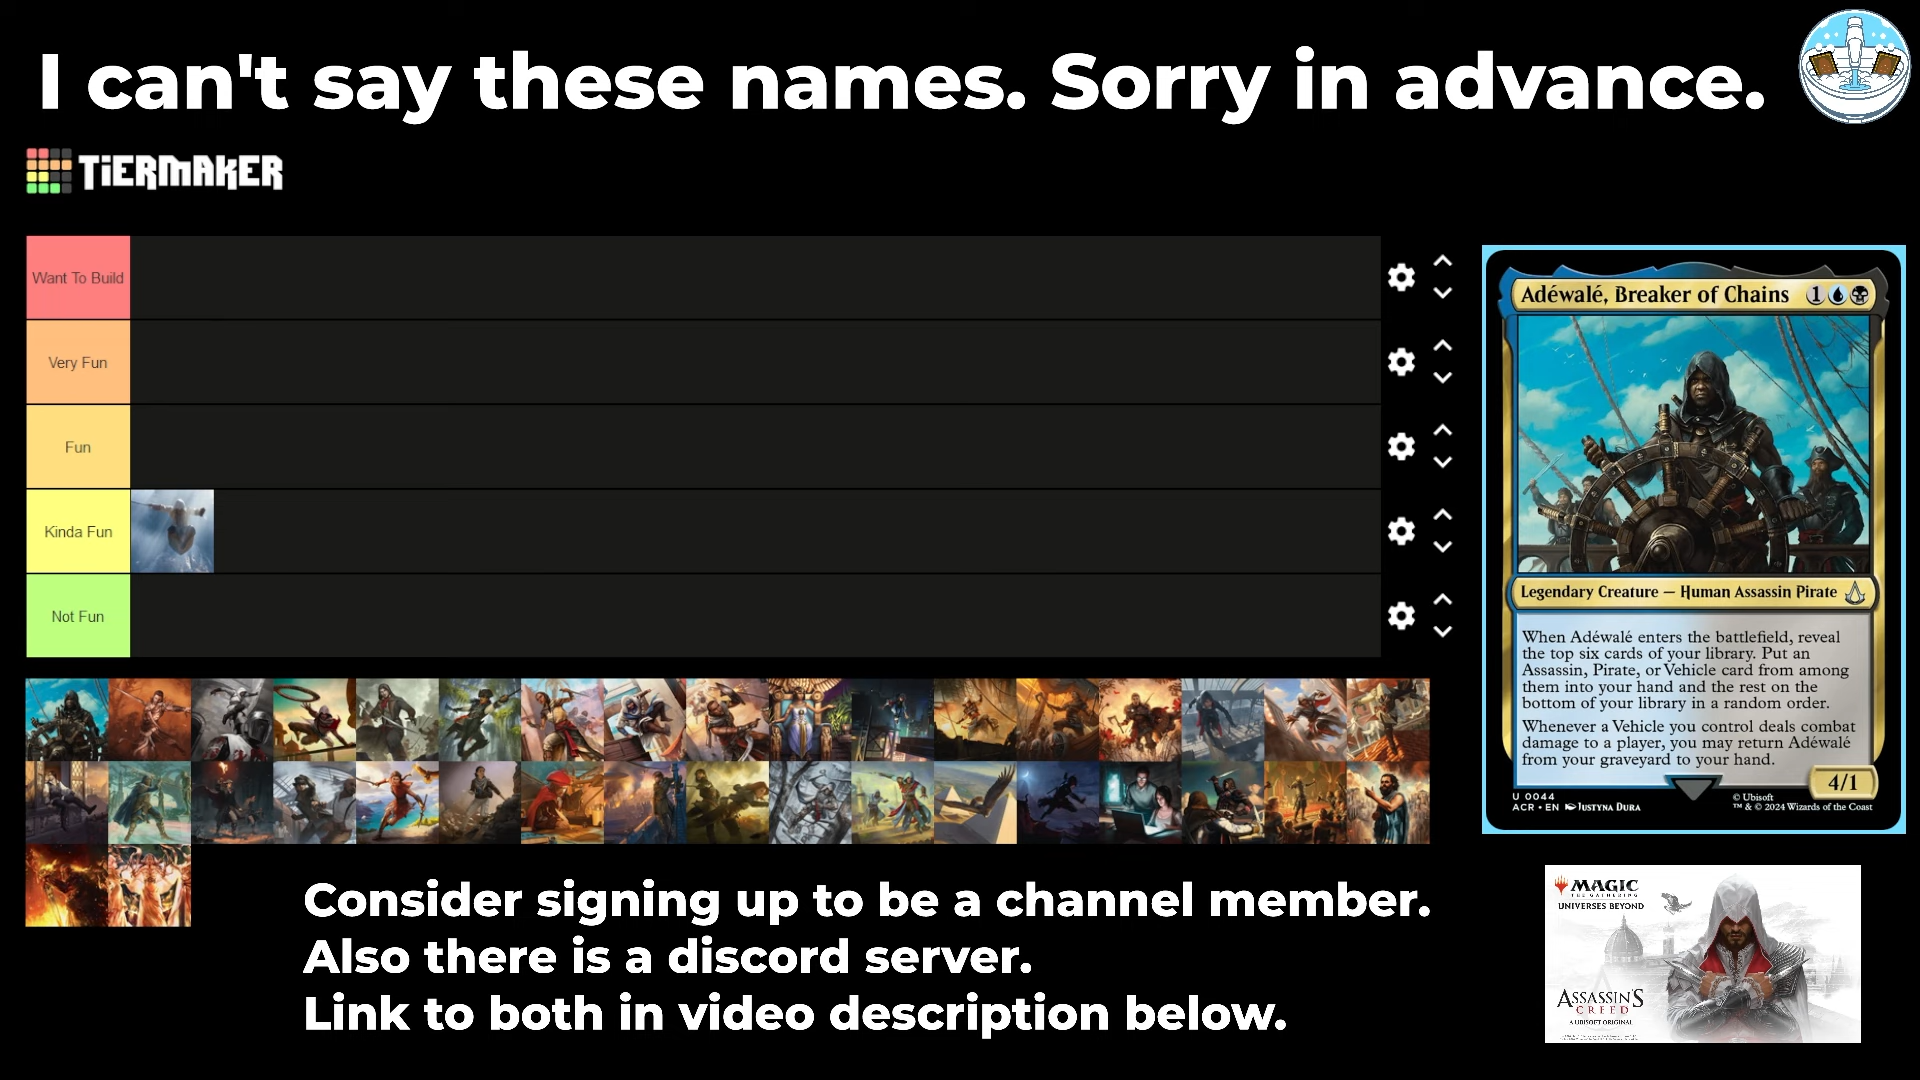 I can't say these names. Sorry in advance.
TiERMAKER
Want To Build
Very Fun
Fun
Kinda Fun
Not Fun
Adéwalé, Breaker of Chains 1
Legendary Creature — Human Assassin Pirate
When Adéwalé enters the battlefield, reveal
the top six cards of your library. Put an
Assassin, Pirate, or Vehicle card from among
them into your hand and the rest on the
bottom of your library in a random order.
Whenever a Vehicle you control deals combat
damage to a player, you may return Adéwalé
from your graveyard to your hand.
4/1
U 0044
ACR • EN Justyna Dura
© Ubisoft
™ & © 2024 Wizards of the Coast
Consider signing up to be a channel member.
Also there is a discord server.
Link to both in video description below.
MAGIC
THE GATHERING
UNIVERSES BEYOND
ASSASSIN'S
CREED
A UBISOFT ORIGINAL